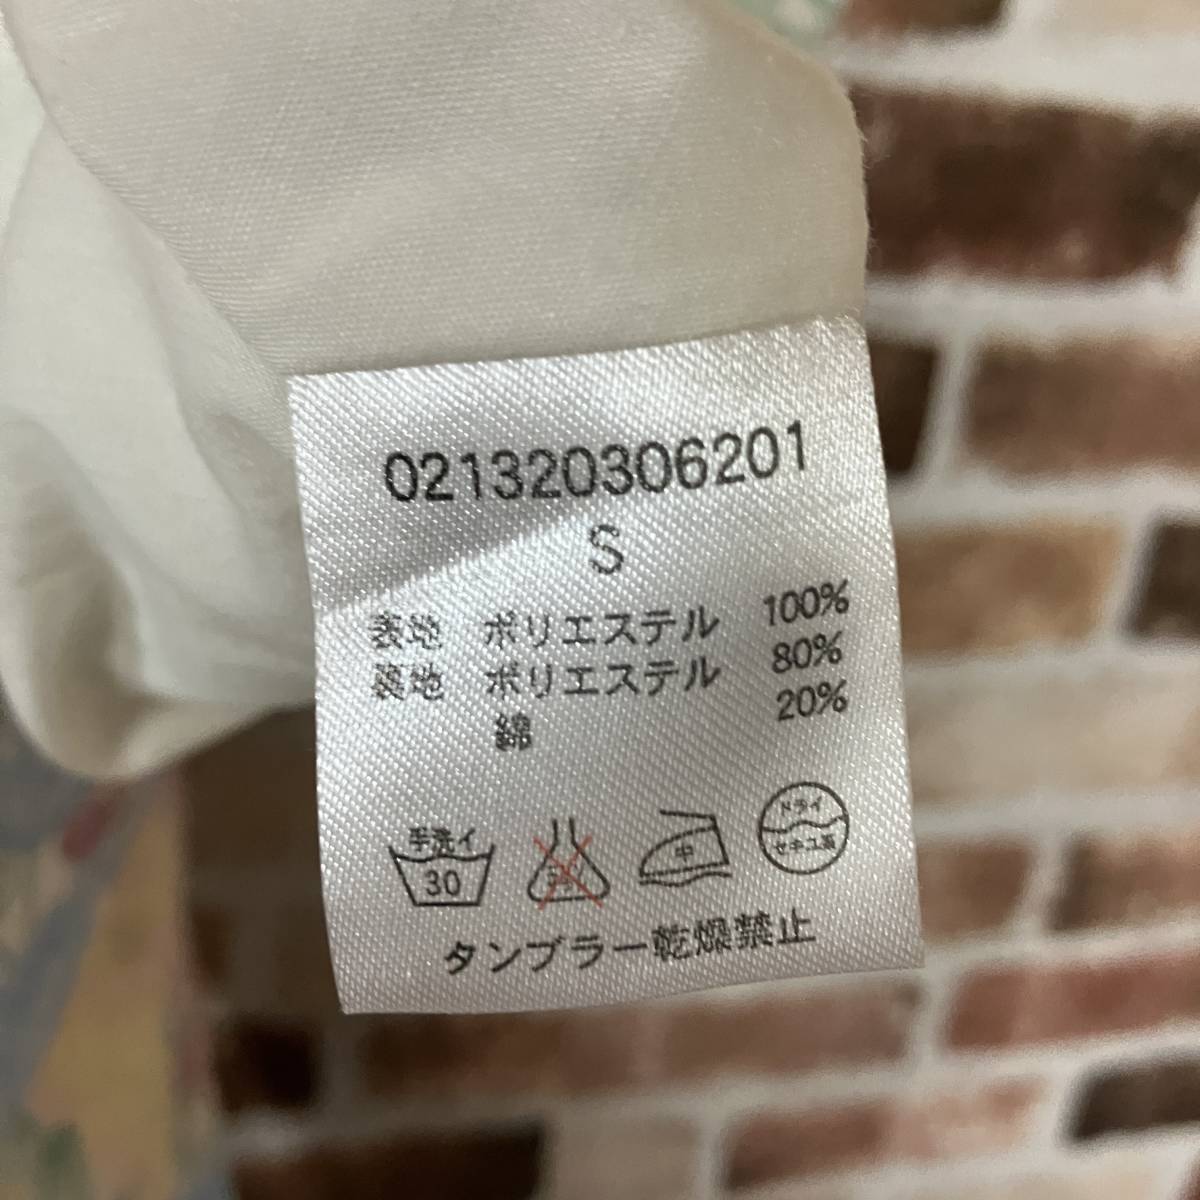 021320306201
S
表地 ポリエステル 100%
裏地 ポリエステル 80%
綿 20%
手洗イ
30
中
ドライ
セキユ系
タンブラー乾燥禁止